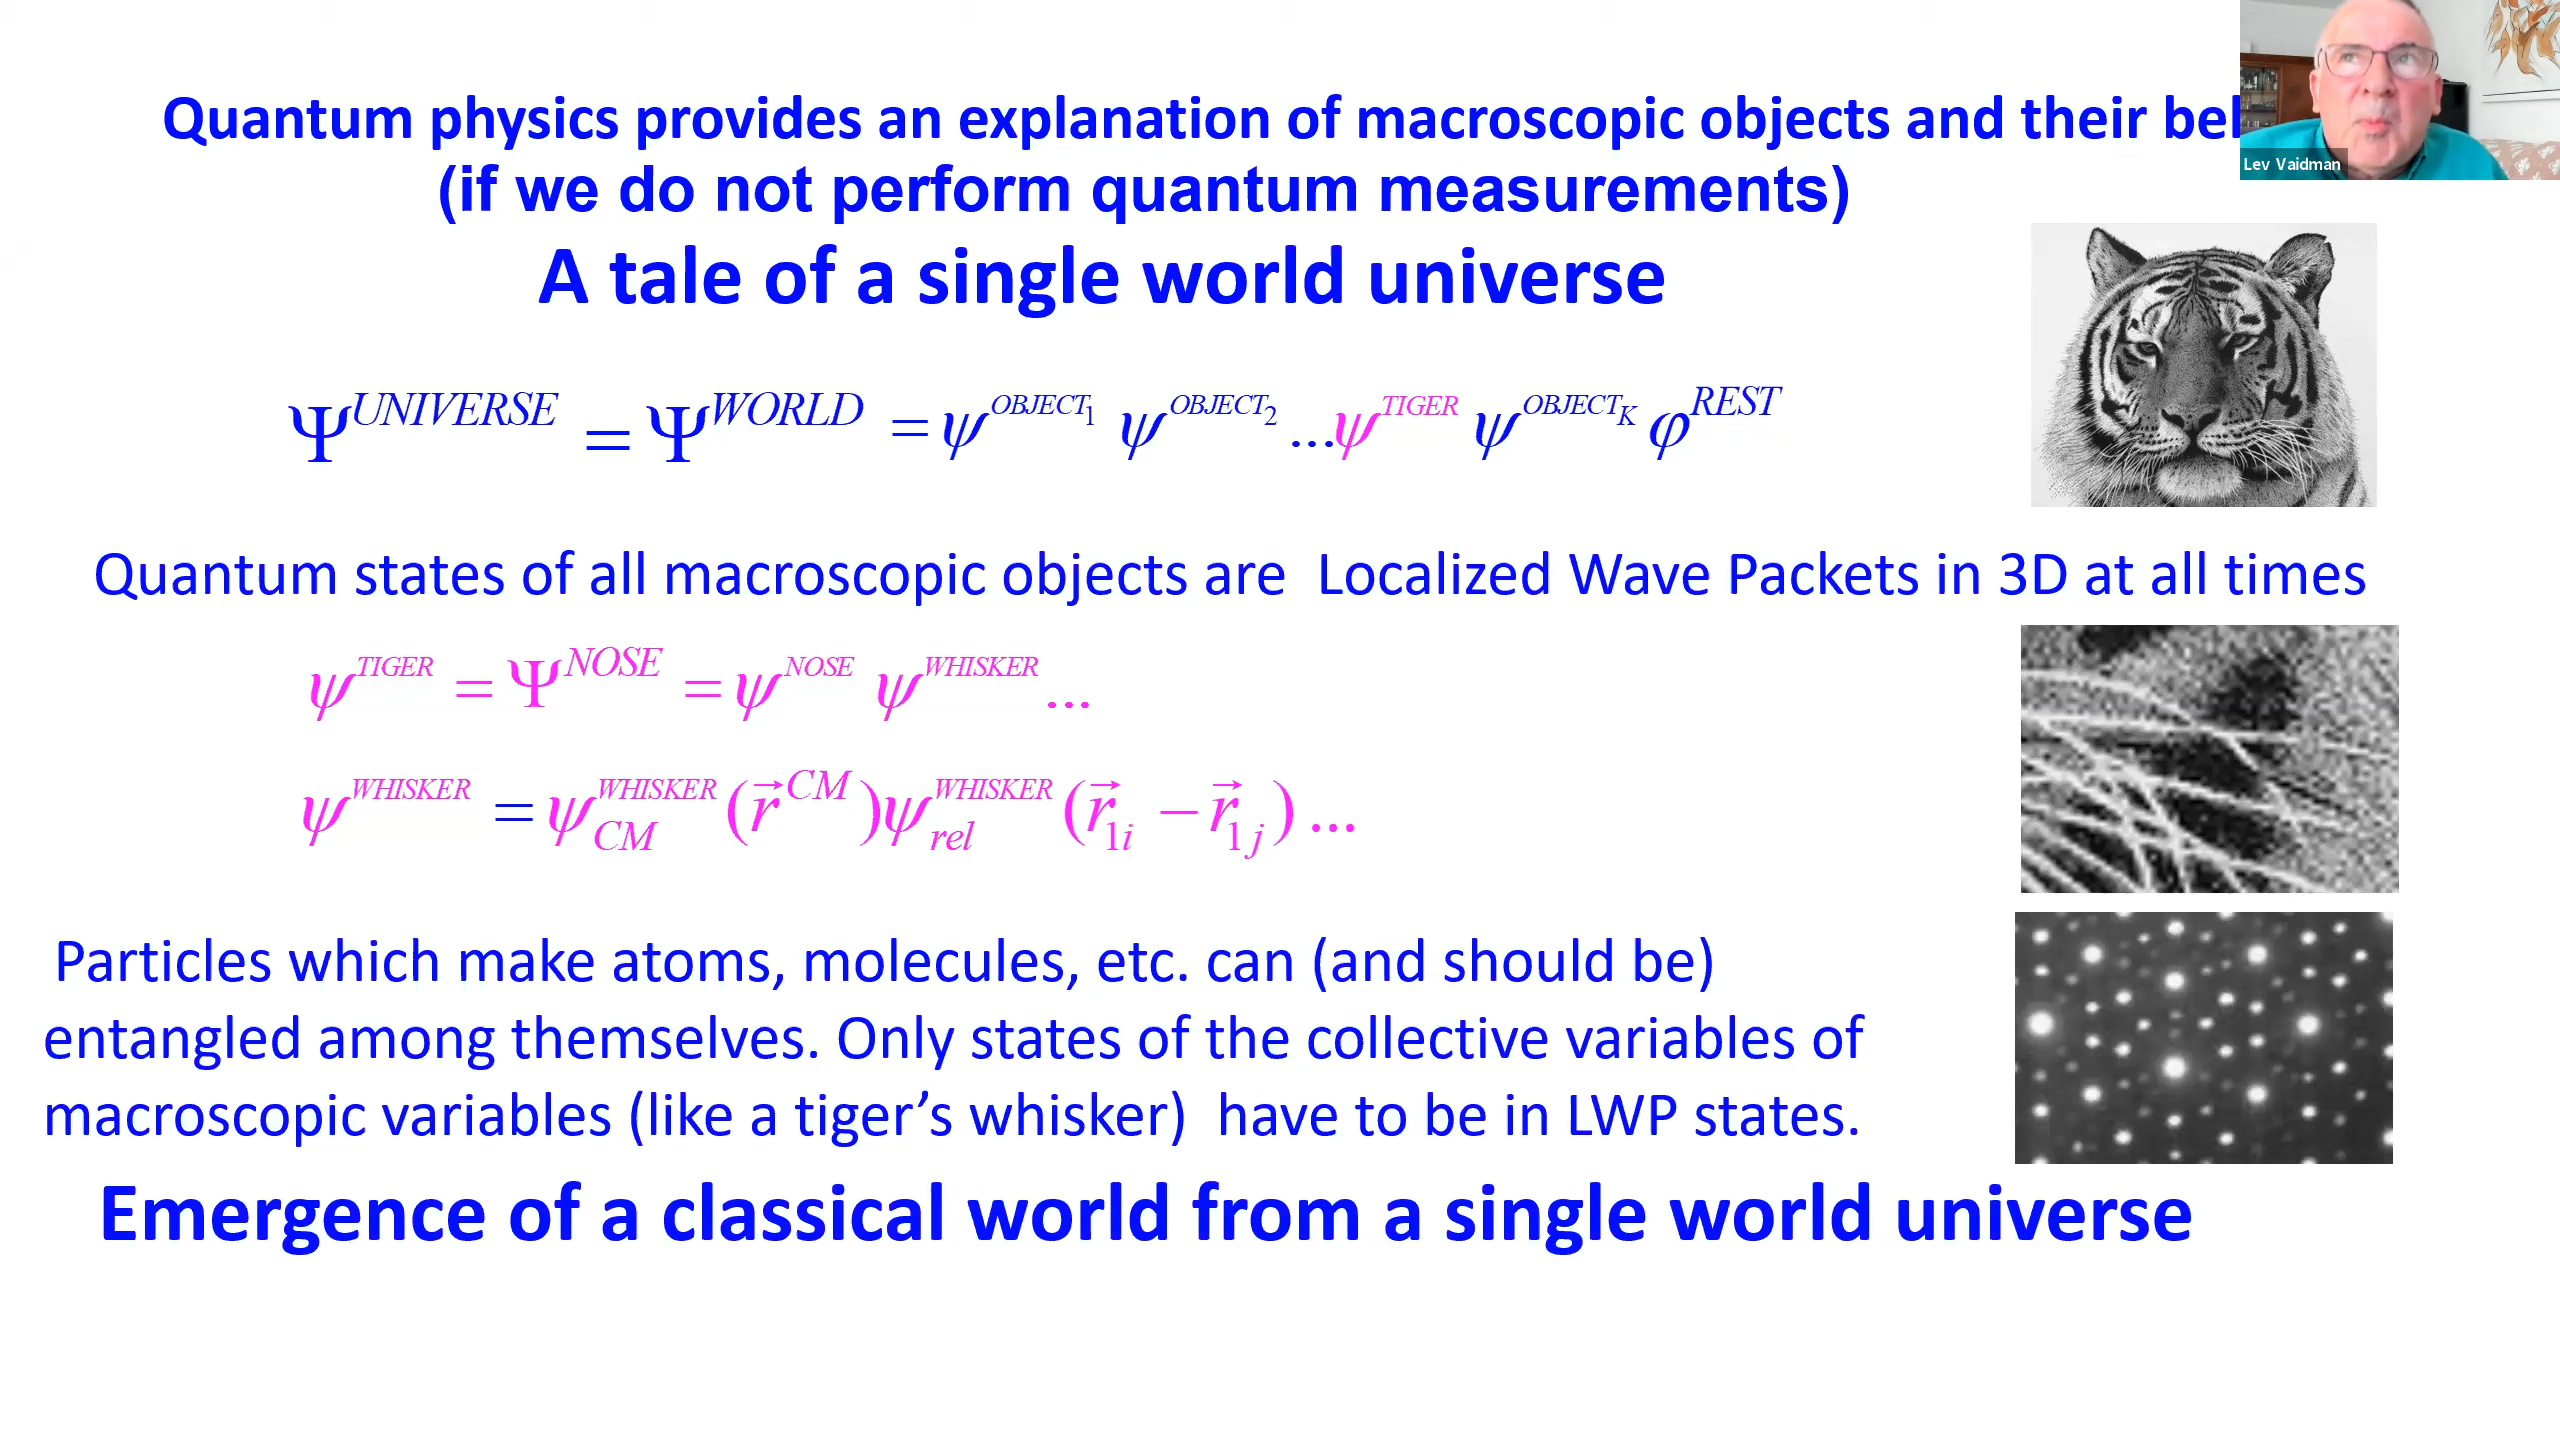 Quantum physics provides an explanation of macroscopic objects and their
Lev Vaidman
(if we do not perform quantum measurements)
A tale of a single world universe
Ψ^UNIVERSE = Ψ^WORLD = ψ^OBJECT₁ ψ^OBJECT₂ ...ψ^TIGER ψ^OBJECT_K φ^REST
Quantum states of all macroscopic objects are Localized Wave Packets in 3D at all times
ψ^TIGER = Ψ^NOSE = ψ^NOSE ψ^WHISKER ...
ψ^WHISKER = ψ_CM^WHISKER (r⃗^CM) ψ_rel^WHISKER (r⃗_1i − r⃗_1j) ...
Particles which make atoms, molecules, etc. can (and should be)
entangled among themselves. Only states of the collective variables of
macroscopic variables (like a tiger’s whisker) have to be in LWP states.
Emergence of a classical world from a single world universe